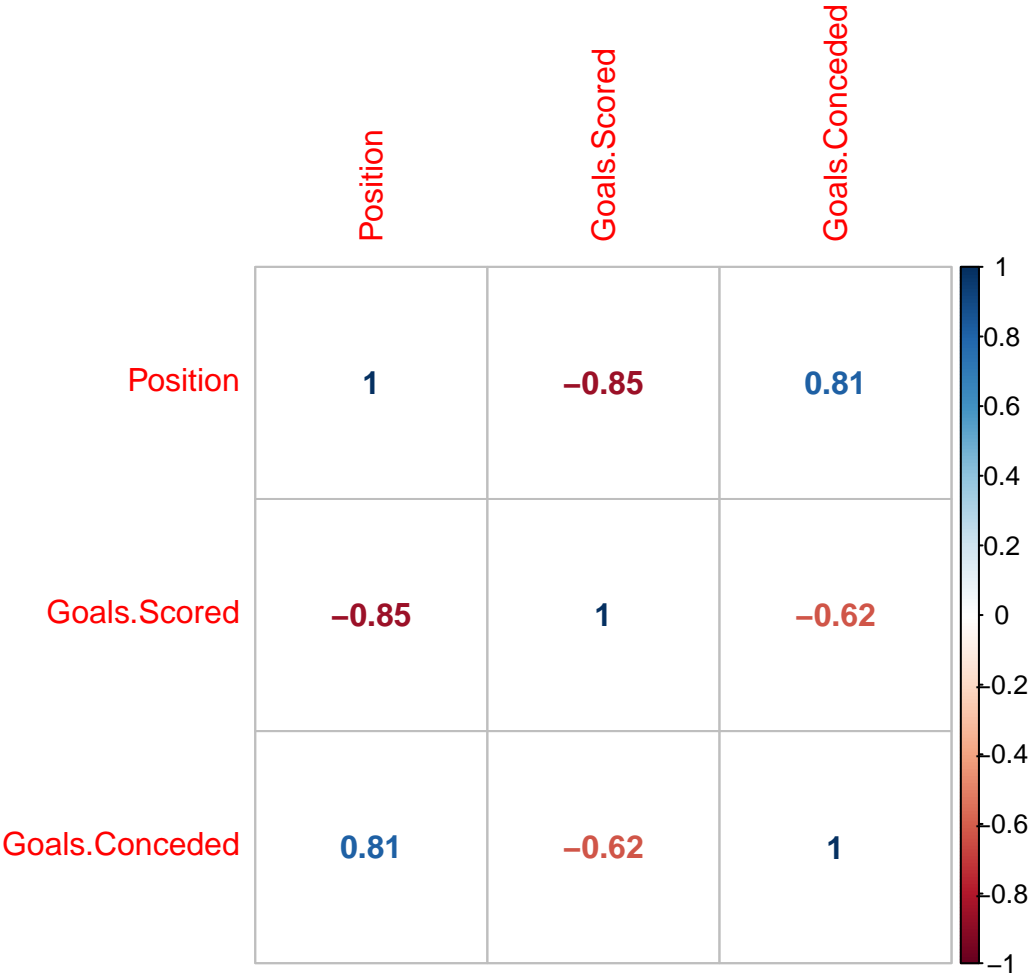 Position
Goals.Scored
Goals.Conceded
Position 1 −0.85 0.81
Goals.Scored −0.85 1 −0.62
Goals.Conceded 0.81 −0.62 1
1
0.8
0.6
0.4
0.2
0
−0.2
−0.4
−0.6
−0.8
−1